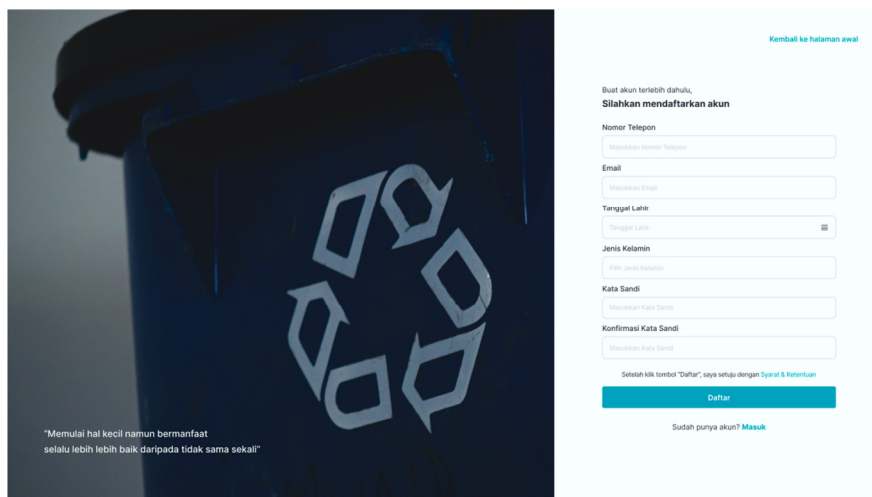 Kembali ke halaman awal
Buat akun terlebih dahulu,
Silahkan mendaftarkan akun
Nomor Telepon
Masukkan Nomor Telepon
Email
Masukkan Email
Tanggal Lahir
Tanggal Lahir
Jenis Kelamin
Pilih Jenis Kelamin
Kata Sandi
Masukkan Kata Sandi
Konfirmasi Kata Sandi
Masukkan Kata Sandi
Setelah klik tombol "Daftar", saya setuju dengan Syarat & Ketentuan
Daftar
Sudah punya akun? Masuk
"Memulai hal kecil namun bermanfaat
selalu lebih lebih baik daripada tidak sama sekali"